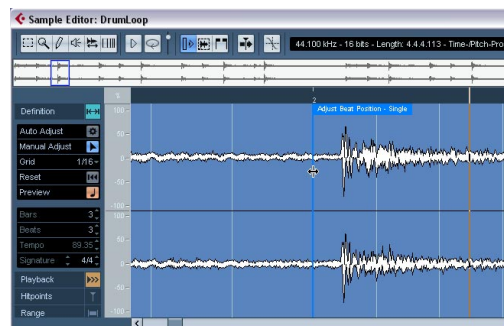 Sample Editor: DrumLoop
44.100 kHz - 16 bits - Length: 4.4.4.113 - Time-/Pitch-Pro
%
2
Definition
100
Adjust Beat Position - Single
Auto Adjust
50
Manual Adjust
Grid 1/16
0
Reset
-50
Preview
-100
Bars 3
100
Beats 3
50
Tempo 89.35
Signature 4/4
0
Playback
-50
Hitpoints
Range
-100